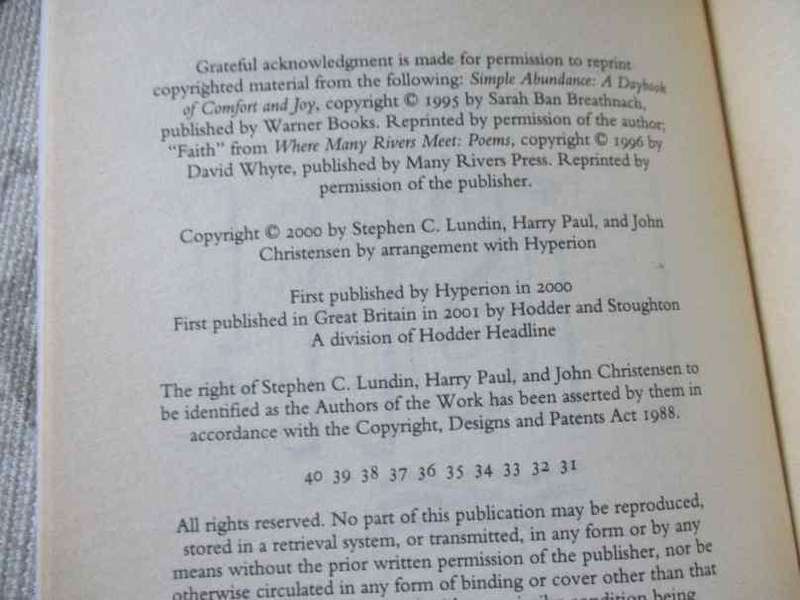 Grateful acknowledgment is made for permission to reprint
copyrighted material from the following: Simple Abundance: A Daybook
of Comfort and Joy, copyright © 1995 by Sarah Ban Breathnach,
published by Warner Books. Reprinted by permission of the author;
"Faith" from Where Many Rivers Meet: Poems, copyright © 1996 by
David Whyte, published by Many Rivers Press. Reprinted by
permission of the publisher.
Copyright © 2000 by Stephen C. Lundin, Harry Paul, and John
Christensen by arrangement with Hyperion
First published by Hyperion in 2000
First published in Great Britain in 2001 by Hodder and Stoughton
A division of Hodder Headline
The right of Stephen C. Lundin, Harry Paul, and John Christensen to
be identified as the Authors of the Work has been asserted by them in
accordance with the Copyright, Designs and Patents Act 1988.
40 39 38 37 36 35 34 33 32 31
All rights reserved. No part of this publication may be reproduced,
stored in a retrieval system, or transmitted, in any form or by any
means without the prior written permission of the publisher, nor be
otherwise circulated in any form of binding or cover other than that
condition being